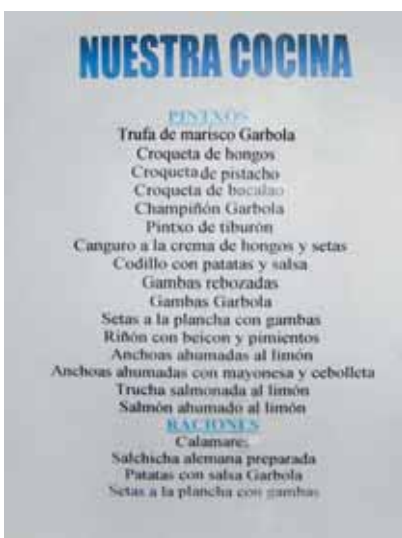 NUESTRA COCINA
PINTXOS
Trufa de marisco Garbola
Croqueta de hongos
Croqueta de pistacho
Croqueta de bacalao
Champiñón Garbola
Pintxo de tiburón
Canguro a la crema de hongos y setas
Codillo con patatas y salsa
Gambas rebozadas
Gambas Garbola
Setas a la plancha con gambas
Riñón con beicon y pimientos
Anchoas ahumadas al limón
Anchoas ahumadas con mayonesa y cebolleta
Trucha salmonada al limón
Salmón ahumado al limón
RACIONES
Calamares
Salchicha alemana preparada
Patatas con salsa Garbola
Setas a la plancha con gambas